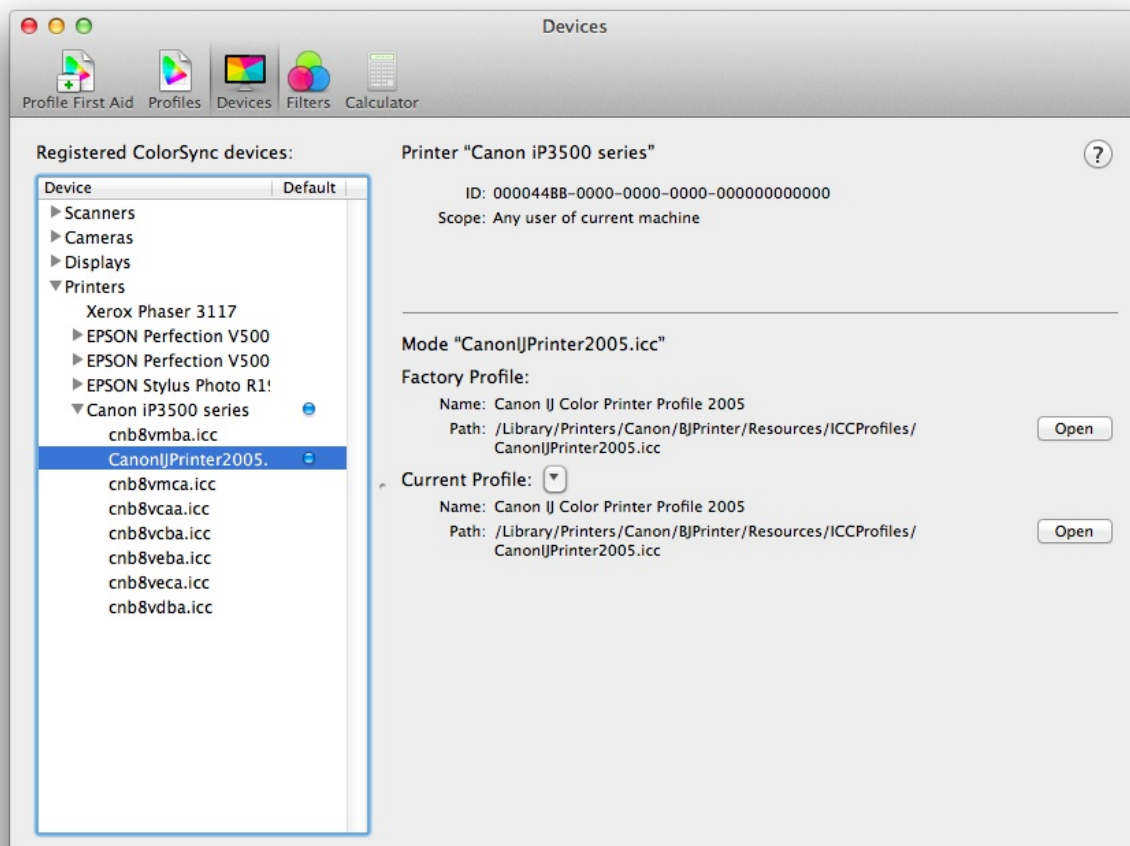 Devices
Profile First Aid Profiles Devices Filters Calculator
Registered ColorSync devices:
Device Default
Scanners
Cameras
Displays
Printers
Xerox Phaser 3117
EPSON Perfection V500
EPSON Perfection V500
EPSON Stylus Photo R19
Canon iP3500 series
cnb8vmba.icc
CanonIJPrinter2005.
cnb8vmca.icc
cnb8vcaa.icc
cnb8vcba.icc
cnb8veba.icc
cnb8veca.icc
cnb8vdba.icc
Printer “Canon iP3500 series”
?
ID: 000044BB-0000-0000-0000-000000000000
Scope: Any user of current machine
Mode “CanonIJPrinter2005.icc”
Factory Profile:
Name: Canon IJ Color Printer Profile 2005
Path: /Library/Printers/Canon/BJPrinter/Resources/ICCProfiles/
CanonIJPrinter2005.icc
Open
Current Profile:
Name: Canon IJ Color Printer Profile 2005
Path: /Library/Printers/Canon/BJPrinter/Resources/ICCProfiles/
CanonIJPrinter2005.icc
Open